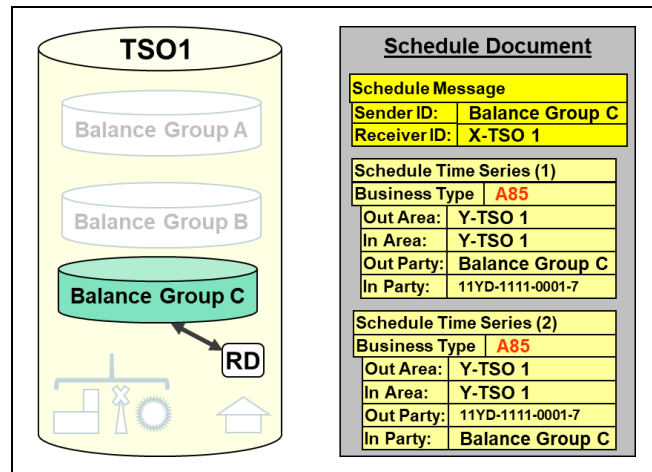 TSO1
Balance Group A
Balance Group B
Balance Group C
RD
Schedule Document
Schedule Message
Sender ID: Balance Group C
Receiver ID: X-TSO 1
Schedule Time Series (1)
Business Type A85
Out Area: Y-TSO 1
In Area: Y-TSO 1
Out Party: Balance Group C
In Party: 11YD-1111-0001-7
Schedule Time Series (2)
Business Type A85
Out Area: Y-TSO 1
In Area: Y-TSO 1
Out Party: 11YD-1111-0001-7
In Party: Balance Group C